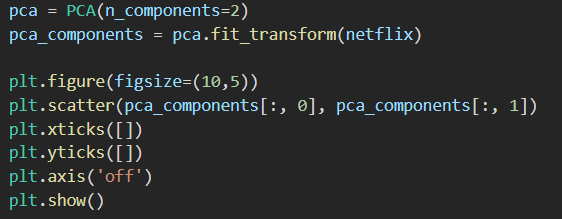 pca = PCA(n_components=2)
pca_components = pca.fit_transform(netflix)

plt.figure(figsize=(10,5))
plt.scatter(pca_components[:, 0], pca_components[:, 1])
plt.xticks([])
plt.yticks([])
plt.axis('off')
plt.show()